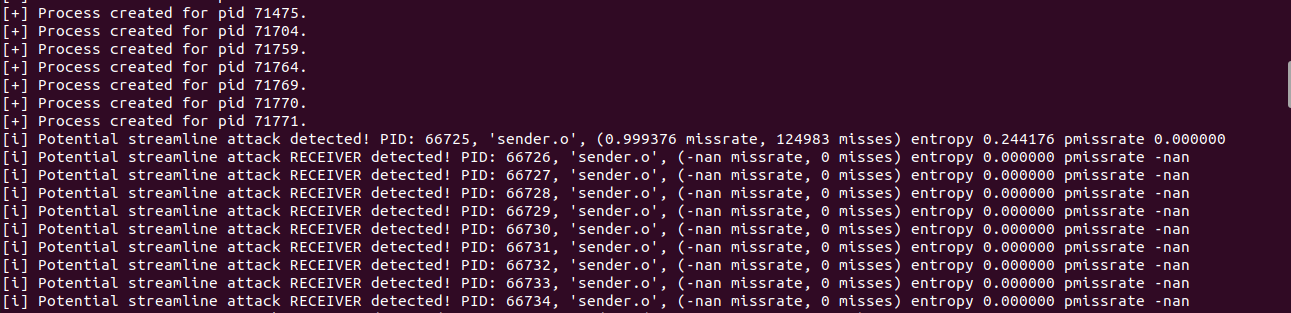 [+] Process created for pid 71475.
[+] Process created for pid 71704.
[+] Process created for pid 71759.
[+] Process created for pid 71764.
[+] Process created for pid 71769.
[+] Process created for pid 71770.
[+] Process created for pid 71771.
[i] Potential streamline attack detected! PID: 66725, 'sender.o', (0.999376 missrate, 124983 misses) entropy 0.244176 pmissrate 0.000000
[i] Potential streamline attack RECEIVER detected! PID: 66726, 'sender.o', (-nan missrate, 0 misses) entropy 0.000000 pmissrate -nan
[i] Potential streamline attack RECEIVER detected! PID: 66727, 'sender.o', (-nan missrate, 0 misses) entropy 0.000000 pmissrate -nan
[i] Potential streamline attack RECEIVER detected! PID: 66728, 'sender.o', (-nan missrate, 0 misses) entropy 0.000000 pmissrate -nan
[i] Potential streamline attack RECEIVER detected! PID: 66729, 'sender.o', (-nan missrate, 0 misses) entropy 0.000000 pmissrate -nan
[i] Potential streamline attack RECEIVER detected! PID: 66730, 'sender.o', (-nan missrate, 0 misses) entropy 0.000000 pmissrate -nan
[i] Potential streamline attack RECEIVER detected! PID: 66731, 'sender.o', (-nan missrate, 0 misses) entropy 0.000000 pmissrate -nan
[i] Potential streamline attack RECEIVER detected! PID: 66732, 'sender.o', (-nan missrate, 0 misses) entropy 0.000000 pmissrate -nan
[i] Potential streamline attack RECEIVER detected! PID: 66733, 'sender.o', (-nan missrate, 0 misses) entropy 0.000000 pmissrate -nan
[i] Potential streamline attack RECEIVER detected! PID: 66734, 'sender.o', (-nan missrate, 0 misses) entropy 0.000000 pmissrate -nan